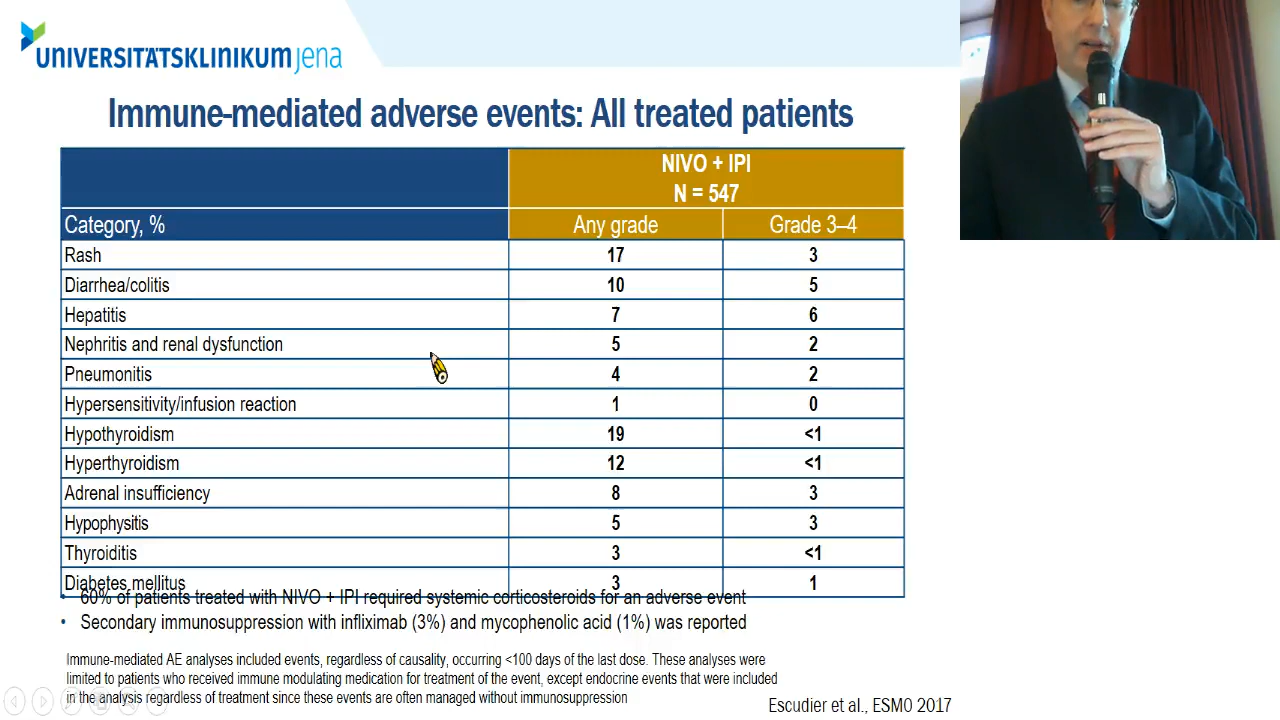 UNIVERSITÄTSKLINIKUM jena
Immune-mediated adverse events: All treated patients
NIVO + IPI
N = 547
Category, % Any grade Grade 3–4
Rash 17 3
Diarrhea/colitis 10 5
Hepatitis 7 6
Nephritis and renal dysfunction 5 2
Pneumonitis 4 2
Hypersensitivity/infusion reaction 1 0
Hypothyroidism 19 <1
Hyperthyroidism 12 <1
Adrenal insufficiency 8 3
Hypophysitis 5 3
Thyroiditis 3 <1
Diabetes mellitus 3 1
• 60% of patients treated with NIVO + IPI required systemic corticosteroids for an adverse event
• Secondary immunosuppression with infliximab (3%) and mycophenolic acid (1%) was reported
Immune-mediated AE analyses included events, regardless of causality, occurring <100 days of the last dose. These analyses were
limited to patients who received immune modulating medication for treatment of the event, except endocrine events that were included
in the analysis regardless of treatment since these events are often managed without immunosuppression
Escudier et al., ESMO 2017